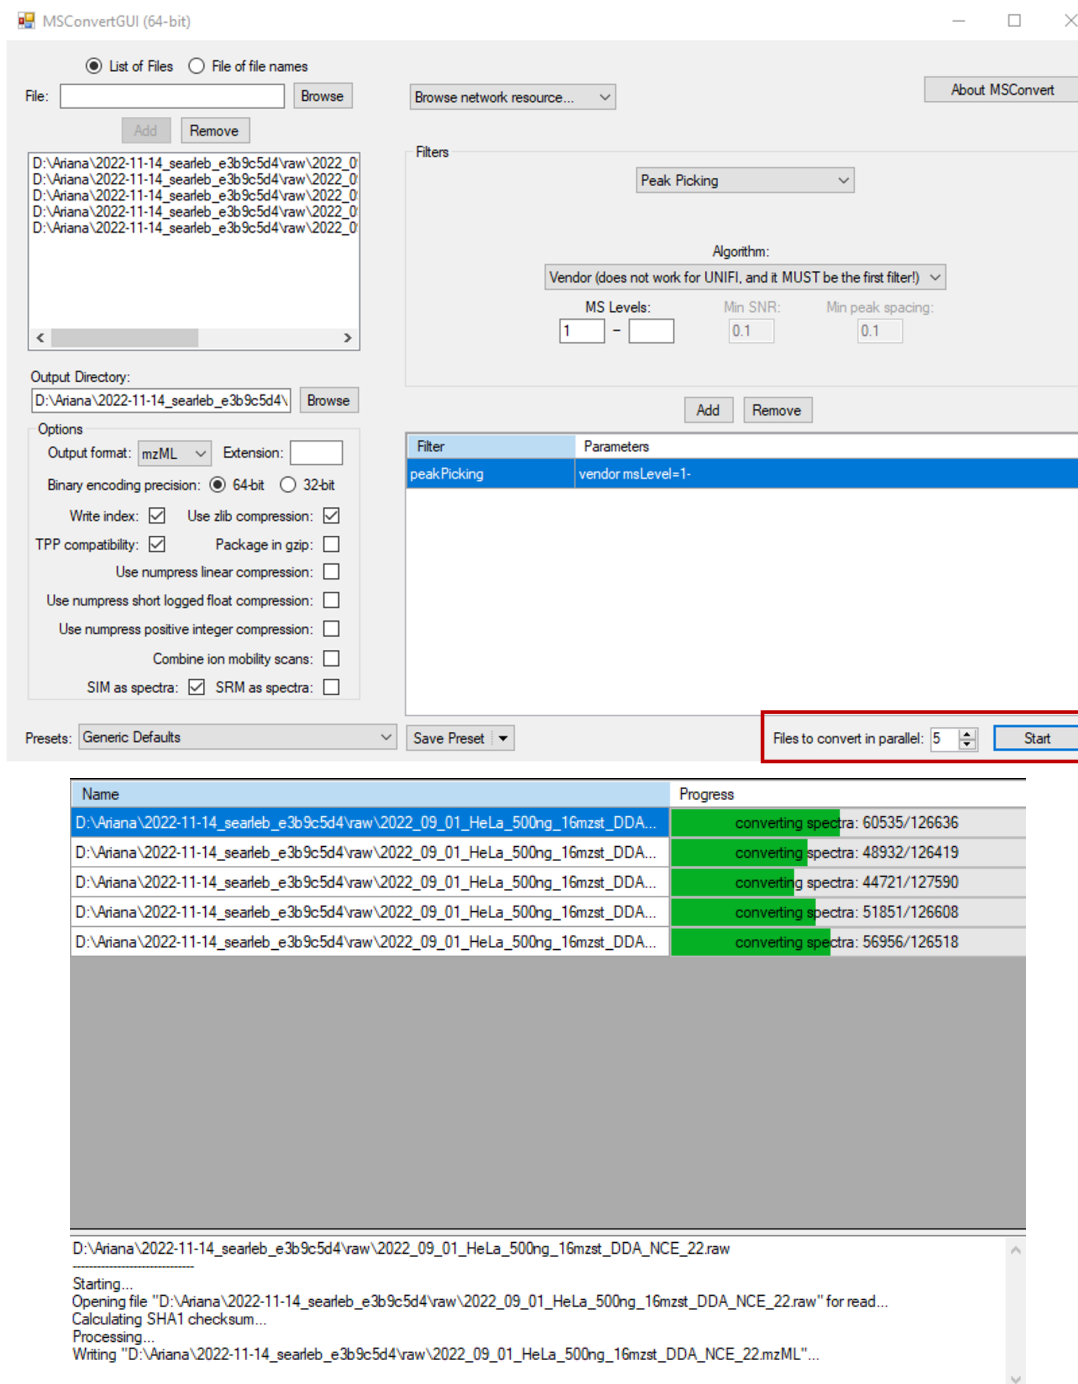 MSConvertGUI (64-bit)
List of Files File of file names
File: Browse
Browse network resource...
About MSConvert
Add Remove
D:\Ariana\2022-11-14_searleb_e3b9c5d4\raw\2022_0
D:\Ariana\2022-11-14_searleb_e3b9c5d4\raw\2022_0
D:\Ariana\2022-11-14_searleb_e3b9c5d4\raw\2022_0
D:\Ariana\2022-11-14_searleb_e3b9c5d4\raw\2022_0
D:\Ariana\2022-11-14_searleb_e3b9c5d4\raw\2022_0
Output Directory:
D:\Ariana\2022-11-14_searleb_e3b9c5d4\ Browse
Options
Output format: mzML Extension:
Binary encoding precision: 64-bit 32-bit
Write index: Use zlib compression:
TPP compatibility: Package in gzip:
Use numpress linear compression:
Use numpress short logged float compression:
Use numpress positive integer compression:
Combine ion mobility scans:
SIM as spectra: SRM as spectra:
Presets: Generic Defaults
Save Preset
Filters
Peak Picking
Algorithm:
Vendor (does not work for UNIFI, and it MUST be the first filter!)
MS Levels: Min SNR: Min peak spacing:
1 - 0.1 0.1
Add Remove
Filter Parameters
peakPicking vendor msLevel=1-
Files to convert in parallel: 5 Start
Name Progress
D:\Ariana\2022-11-14_searleb_e3b9c5d4\raw\2022_09_01_HeLa_500ng_16mzst_DDA... converting spectra: 60535/126636
D:\Ariana\2022-11-14_searleb_e3b9c5d4\raw\2022_09_01_HeLa_500ng_16mzst_DDA... converting spectra: 48932/126419
D:\Ariana\2022-11-14_searleb_e3b9c5d4\raw\2022_09_01_HeLa_500ng_16mzst_DDA... converting spectra: 44721/127590
D:\Ariana\2022-11-14_searleb_e3b9c5d4\raw\2022_09_01_HeLa_500ng_16mzst_DDA... converting spectra: 51851/126608
D:\Ariana\2022-11-14_searleb_e3b9c5d4\raw\2022_09_01_HeLa_500ng_16mzst_DDA... converting spectra: 56956/126518
D:\Ariana\2022-11-14_searleb_e3b9c5d4\raw\2022_09_01_HeLa_500ng_16mzst_DDA_NCE_22.raw
------------------------------
Starting...
Opening file "D:\Ariana\2022-11-14_searleb_e3b9c5d4\raw\2022_09_01_HeLa_500ng_16mzst_DDA_NCE_22.raw" for read...
Calculating SHA1 checksum...
Processing...
Writing "D:\Ariana\2022-11-14_searleb_e3b9c5d4\raw\2022_09_01_HeLa_500ng_16mzst_DDA_NCE_22.mzML"...